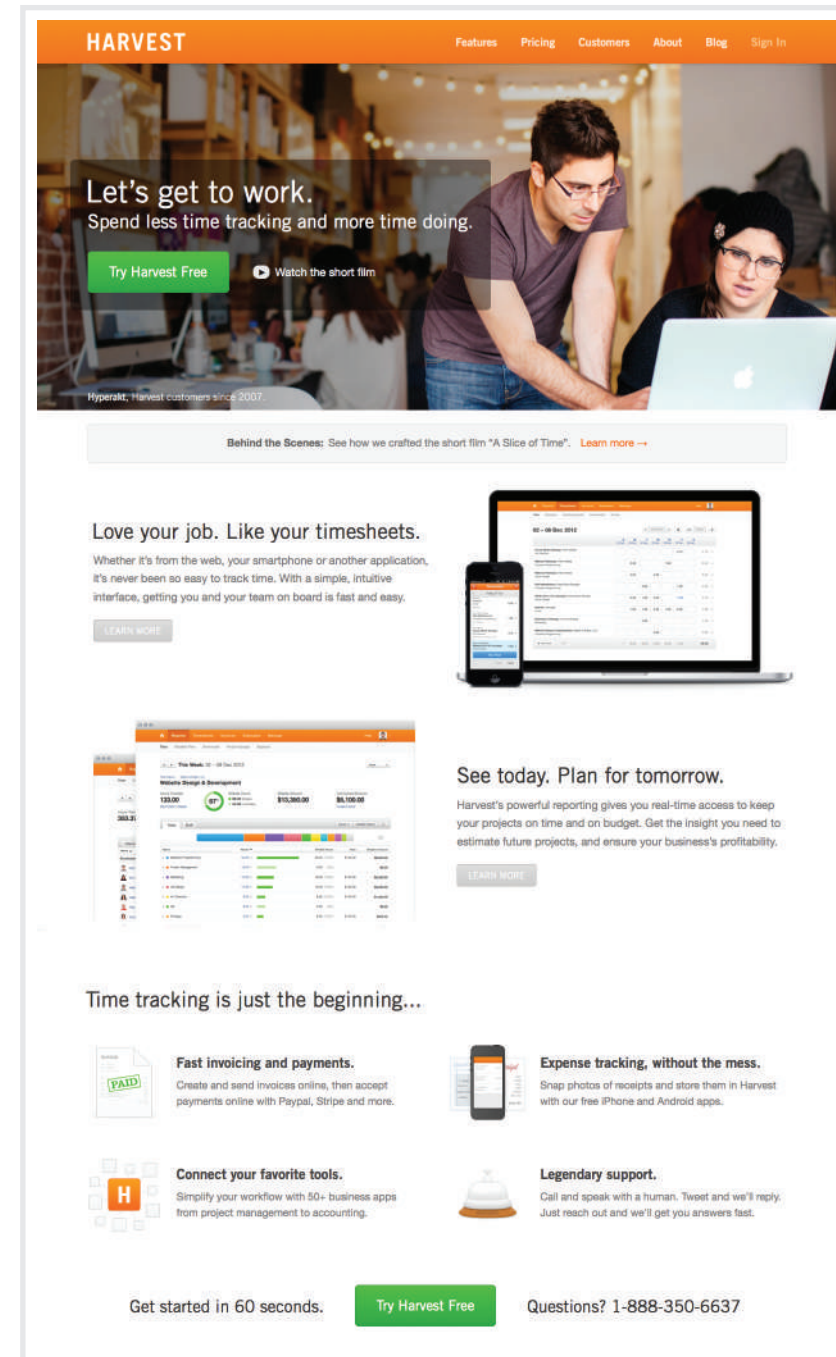 HARVEST
Features Pricing Customers About Blog Sign In
Let's get to work.
Spend less time tracking and more time doing.
Try Harvest Free Watch the short film
Hyperakt, Harvest customers since 2007.
Behind the Scenes: See how we crafted the short film "A Slice of Time". Learn more →
Love your job. Like your timesheets.
Whether it's from the web, your smartphone or another application,
it's never been so easy to track time. With a simple, intuitive
interface, getting you and your team on board is fast and easy.
LEARN MORE
03 – 09 Dec 2012
This Week: 03 – 09 Dec 2012
Website Design & Development
133.00
$13,380.00
See today. Plan for tomorrow.
Harvest's powerful reporting gives you real-time access to keep
your projects on time and on budget. Get the insight you need to
estimate future projects, and ensure your business's profitability.
LEARN MORE
Time tracking is just the beginning...
PAID
Fast invoicing and payments.
Create and send invoices online, then accept
payments online with Paypal, Stripe and more.
Expense tracking, without the mess.
Snap photos of receipts and store them in Harvest
with our free iPhone and Android apps.
H
Connect your favorite tools.
Simplify your workflow with 50+ business apps
from project management to accounting.
Legendary support.
Call and speak with a human. Tweet and we'll reply.
Just reach out and we'll get you answers fast.
Get started in 60 seconds. Try Harvest Free Questions? 1-888-350-6637